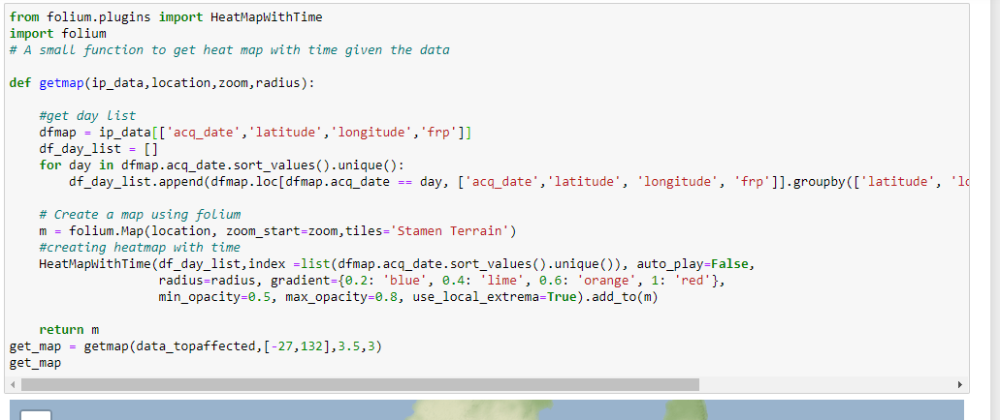 from folium.plugins import HeatMapWithTime
import folium
# A small function to get heat map with time given the data
def getmap(ip_data,location,zoom,radius):
#get day list
dfmap = ip_data[['acq_date','latitude','longitude','frp']]
df_day_list = []
for day in dfmap.acq_date.sort_values().unique():
df_day_list.append(dfmap.loc[dfmap.acq_date == day, ['acq_date','latitude', 'longitude', 'frp']].groupby(['latitude',
# Create a map using folium
m = folium.Map(location, zoom_start=zoom,tiles='Stamen Terrain')
#creating heatmap with time
HeatMapWithTime(df_day_list,index =list(dfmap.acq_date.sort_values().unique()), auto_play=False,
radius=radius, gradient={0.2: 'blue', 0.4: 'lime', 0.6: 'orange', 1: 'red'},
min_opacity=0.5, max_opacity=0.8, use_local_extrema=True).add_to(m)
return m
get_map = getmap(data_topaffected,[-27,132],3.5,3)
get_map